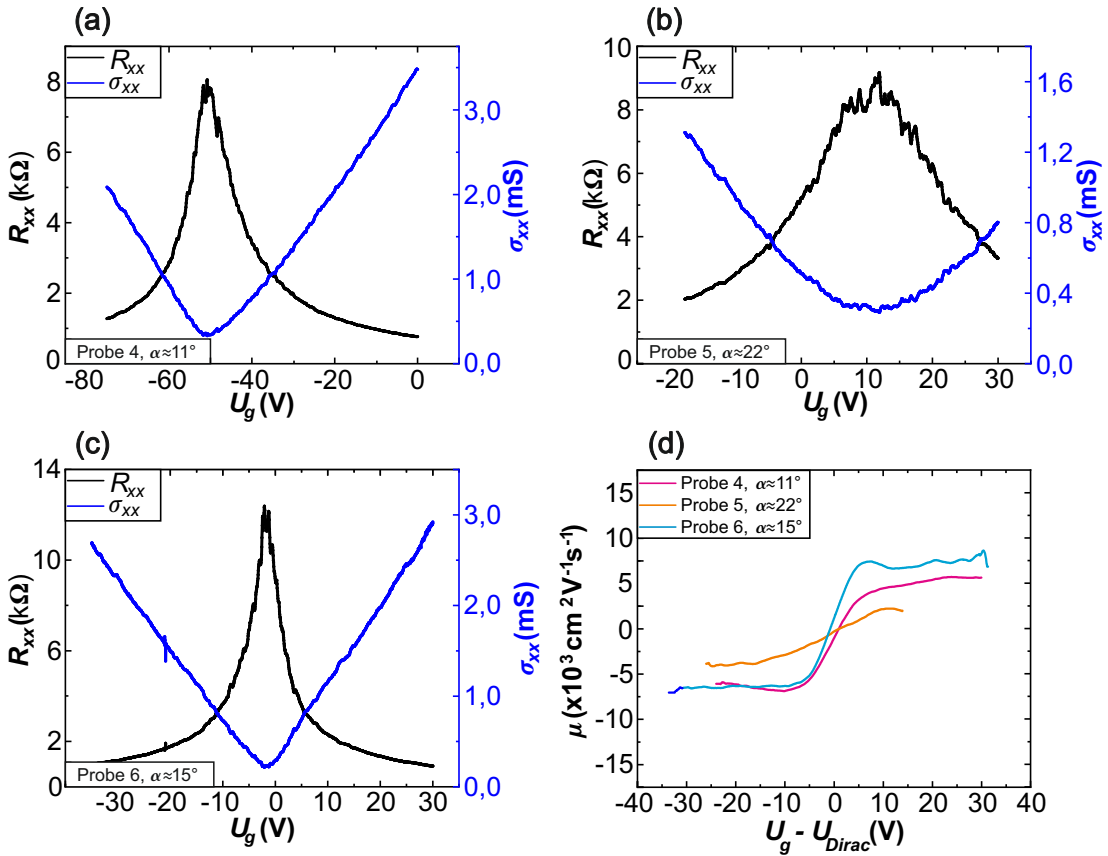 (a)
R_xx
σ_xx
8
6
4
2
0
R_xx (kΩ)
3,0
2,0
1,0
0,0
σ_xx (mS)
Probe 4, α≈11°
-80 -60 -40 -20 0
U_g (V)
(b)
R_xx
σ_xx
10
8
6
4
2
0
R_xx (kΩ)
1,6
1,2
0,8
0,4
0,0
σ_xx (mS)
Probe 5, α≈22°
-20 -10 0 10 20 30
U_g (V)
(c)
R_xx
σ_xx
14
12
10
8
6
4
2
0
R_xx (kΩ)
3,0
2,0
1,0
0,0
σ_xx (mS)
Probe 6, α≈15°
-30 -20 -10 0 10 20 30
U_g (V)
(d)
Probe 4, α≈11°
Probe 5, α≈22°
Probe 6, α≈15°
15
10
5
0
-5
-10
-15
μ (x10³ cm² V⁻¹s⁻¹)
-40 -30 -20 -10 0 10 20 30 40
U_g - U_Dirac (V)